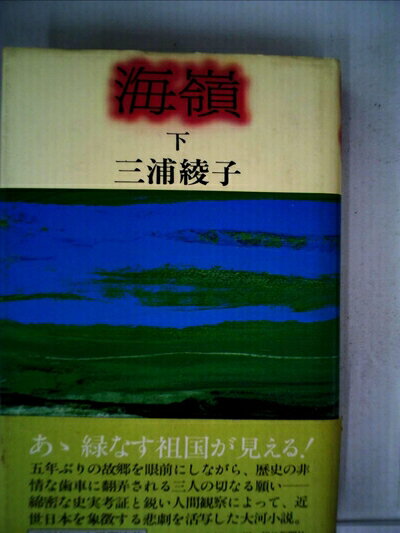 海嶺
下
三浦綾子
あゝ緑なす祖国が見える！
五年ぶりの故郷を眼前にしながら、歴史の非
情な歯車に翻弄される三人の切なる願い――
綿密な史実考証と鋭い人間観察によって、近
世日本を象徴する悲劇を活写した大河小説。